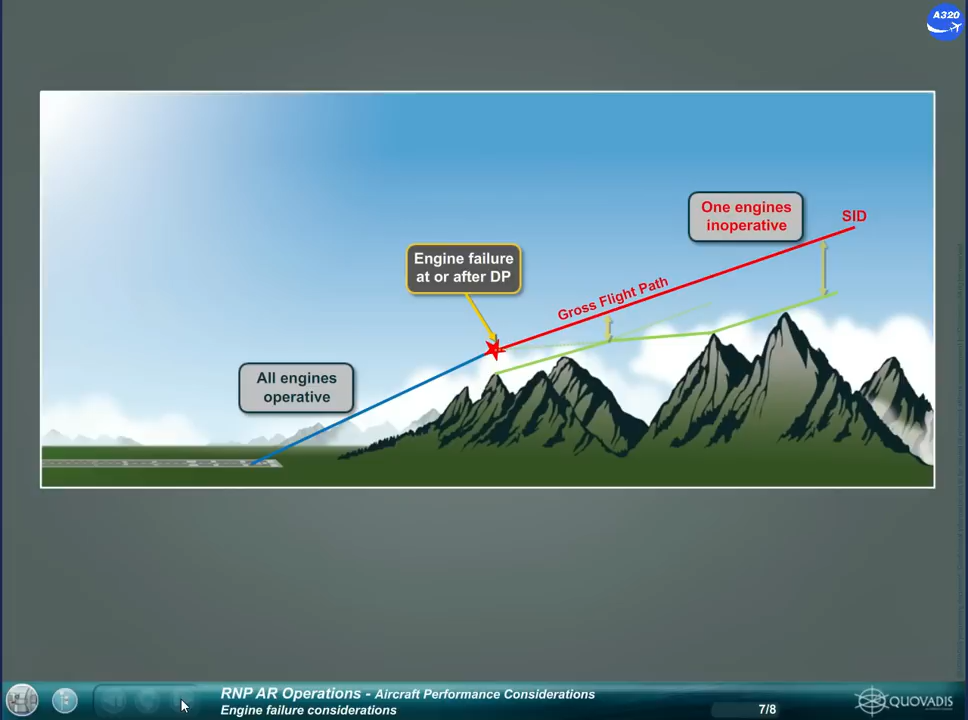 A320
One engines
inoperative
SID
Engine failure
at or after DP
Gross Flight Path
All engines
operative
RNP AR Operations - Aircraft Performance Considerations
Engine failure considerations
7/8
QUOVADIS